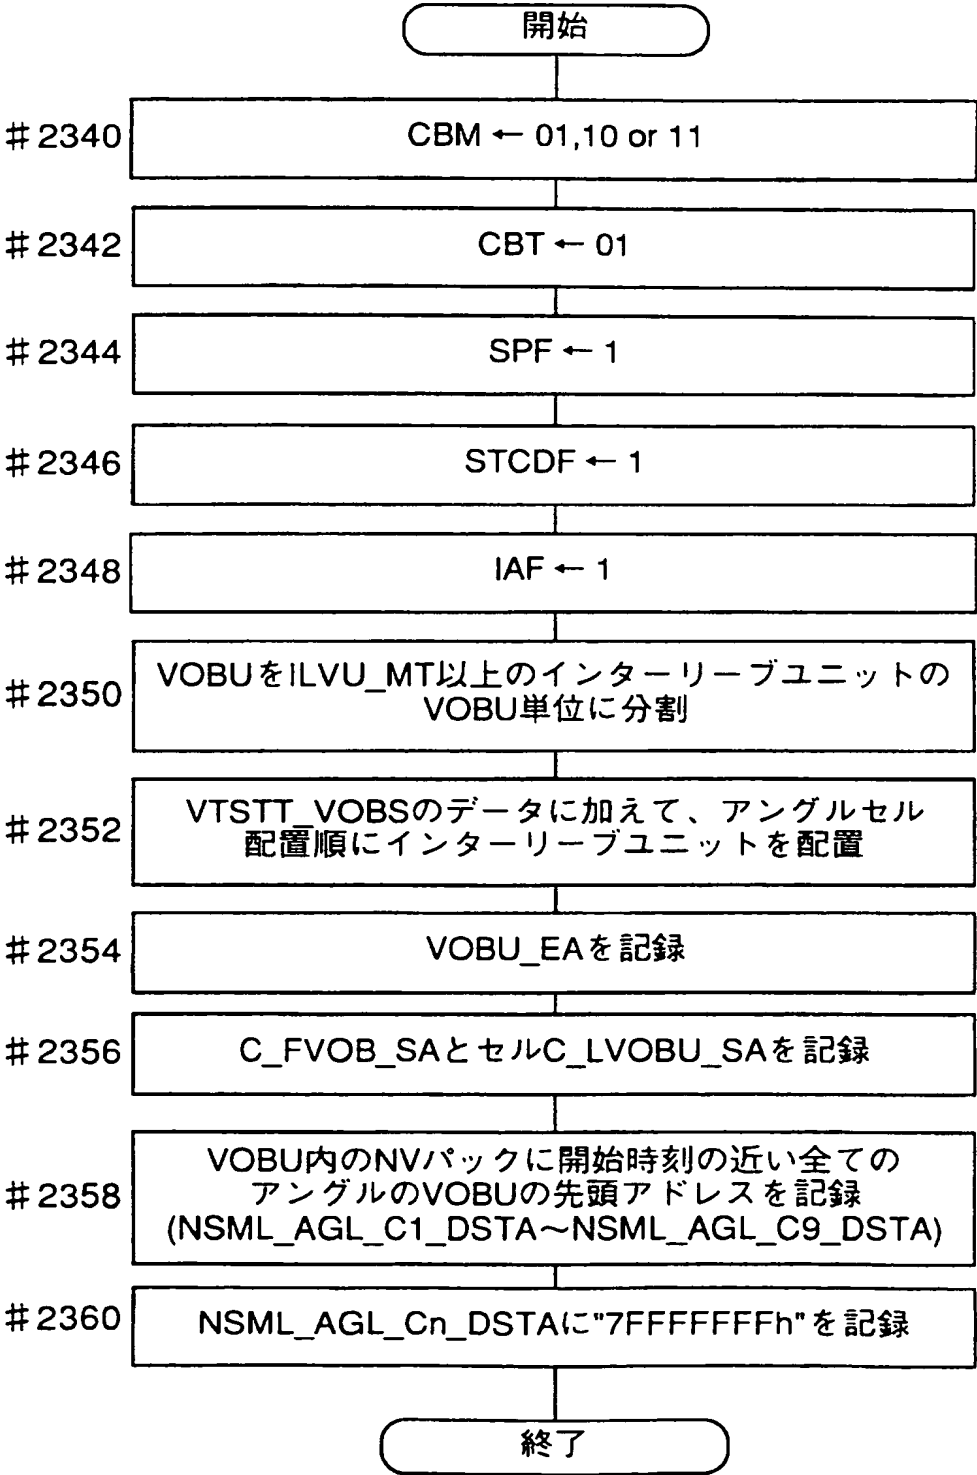 開始
#2340
CBM ← 01,10 or 11
#2342
CBT ← 01
#2344
SPF ← 1
#2346
STCDF ← 1
#2348
IAF ← 1
#2350
VOBUをILVU_MT以上のインターリーブユニットの
VOBU単位に分割
#2352
VTSTT_VOBSのデータに加えて、アングルセル
配置順にインターリーブユニットを配置
#2354
VOBU_EAを記録
#2356
C_FVOB_SAとセルC_LVOBU_SAを記録
#2358
VOBU内のNVパックに開始時刻の近い全ての
アングルのVOBUの先頭アドレスを記録
(NSML_AGL_C1_DSTA～NSML_AGL_C9_DSTA)
#2360
NSML_AGL_Cn_DSTAに"7FFFFFFFh"を記録
終了